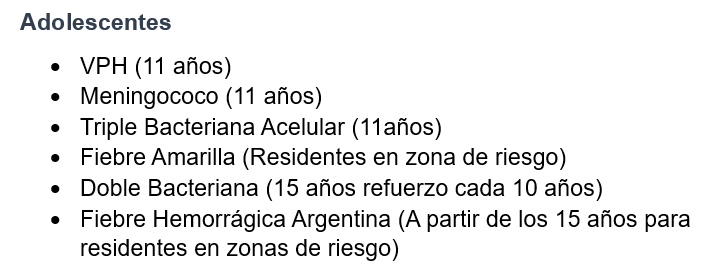 Adolescentes
• VPH (11 años)
• Meningococo (11 años)
• Triple Bacteriana Acelular (11años)
• Fiebre Amarilla (Residentes en zona de riesgo)
• Doble Bacteriana (15 años refuerzo cada 10 años)
• Fiebre Hemorrágica Argentina (A partir de los 15 años para
residentes en zonas de riesgo)